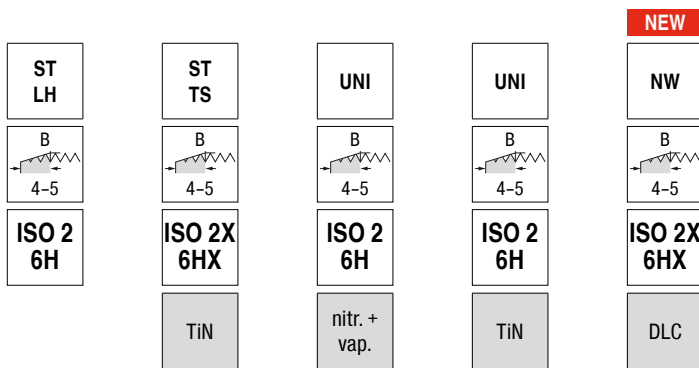 NEW
ST
LH
ST
TS
UNI
UNI
NW
B
4–5
B
4–5
B
4–5
B
4–5
B
4–5
ISO 2
6H
ISO 2X
6HX
ISO 2
6H
ISO 2
6H
ISO 2X
6HX
TiN
nitr. +
vap.
TiN
DLC